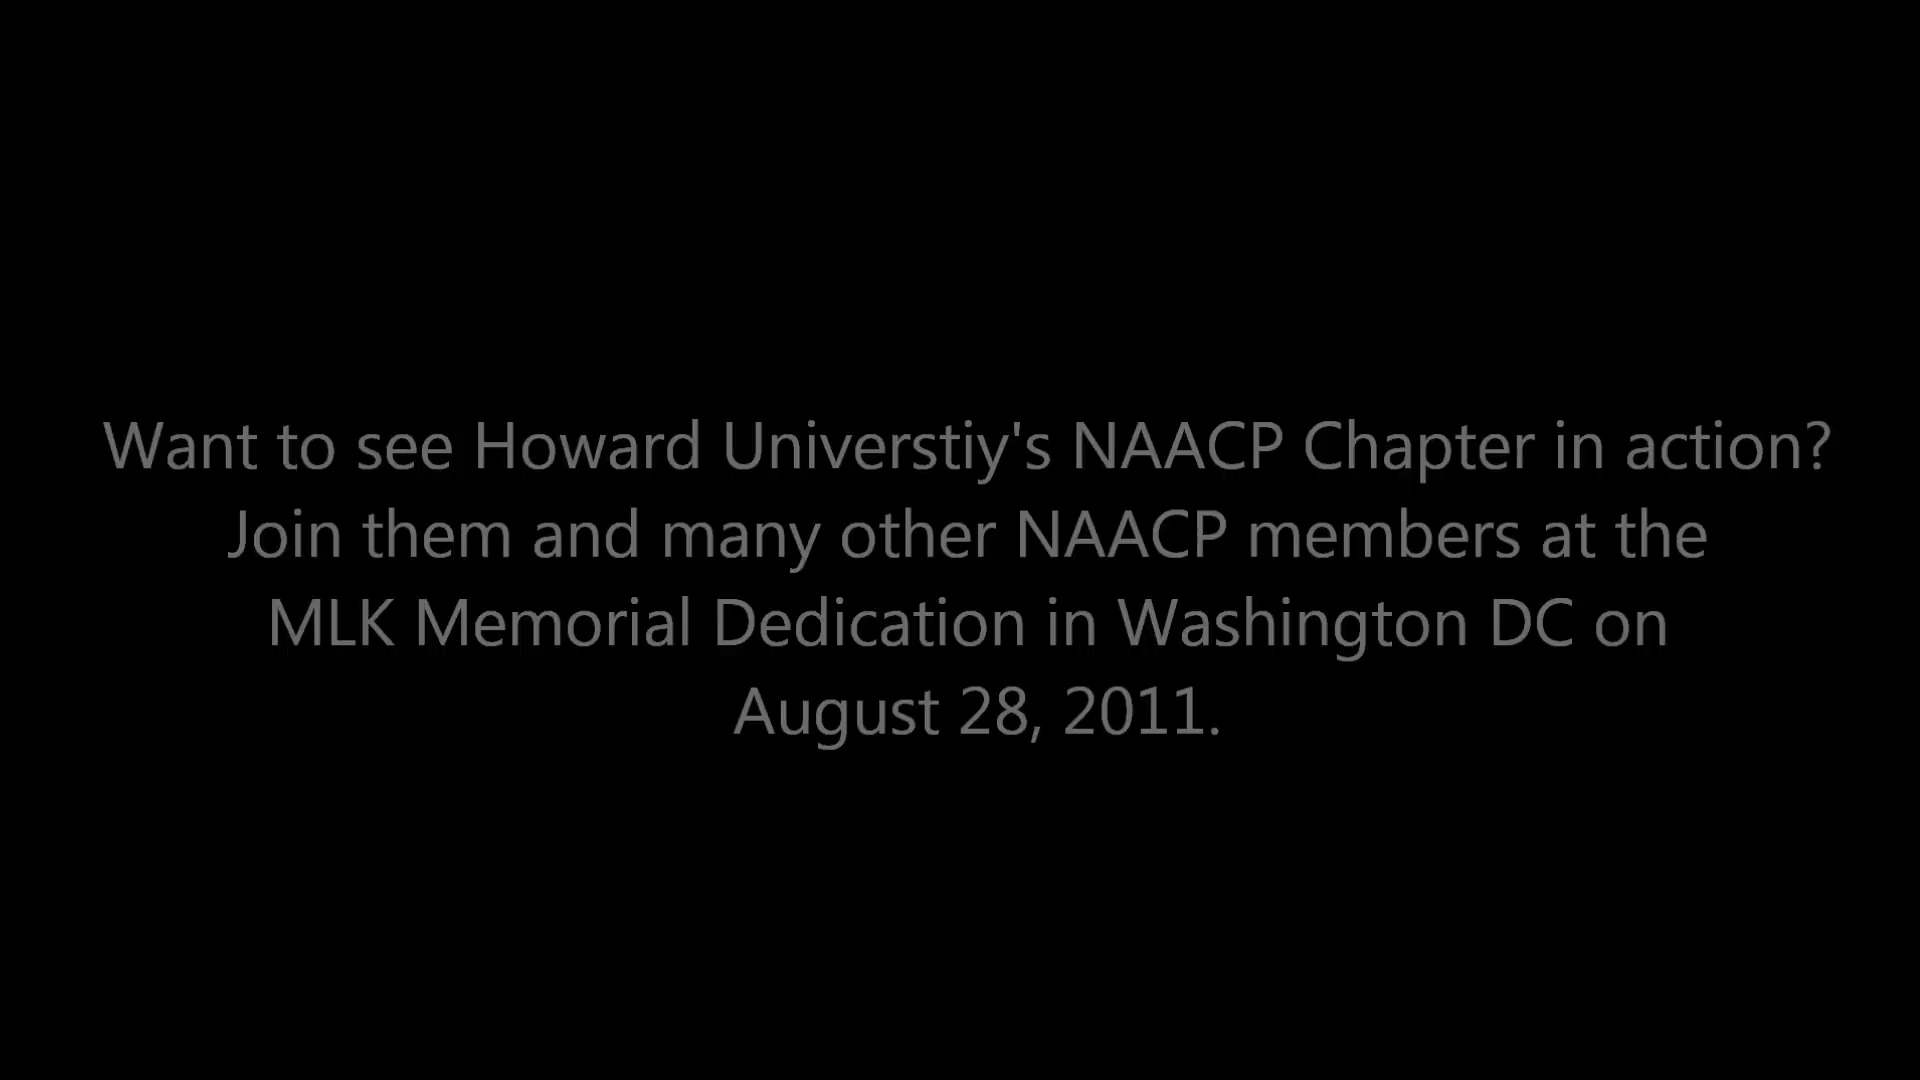 Want to see Howard Universtiy's NAACP Chapter in action?
Join them and many other NAACP members at the
MLK Memorial Dedication in Washington DC on
August 28, 2011.